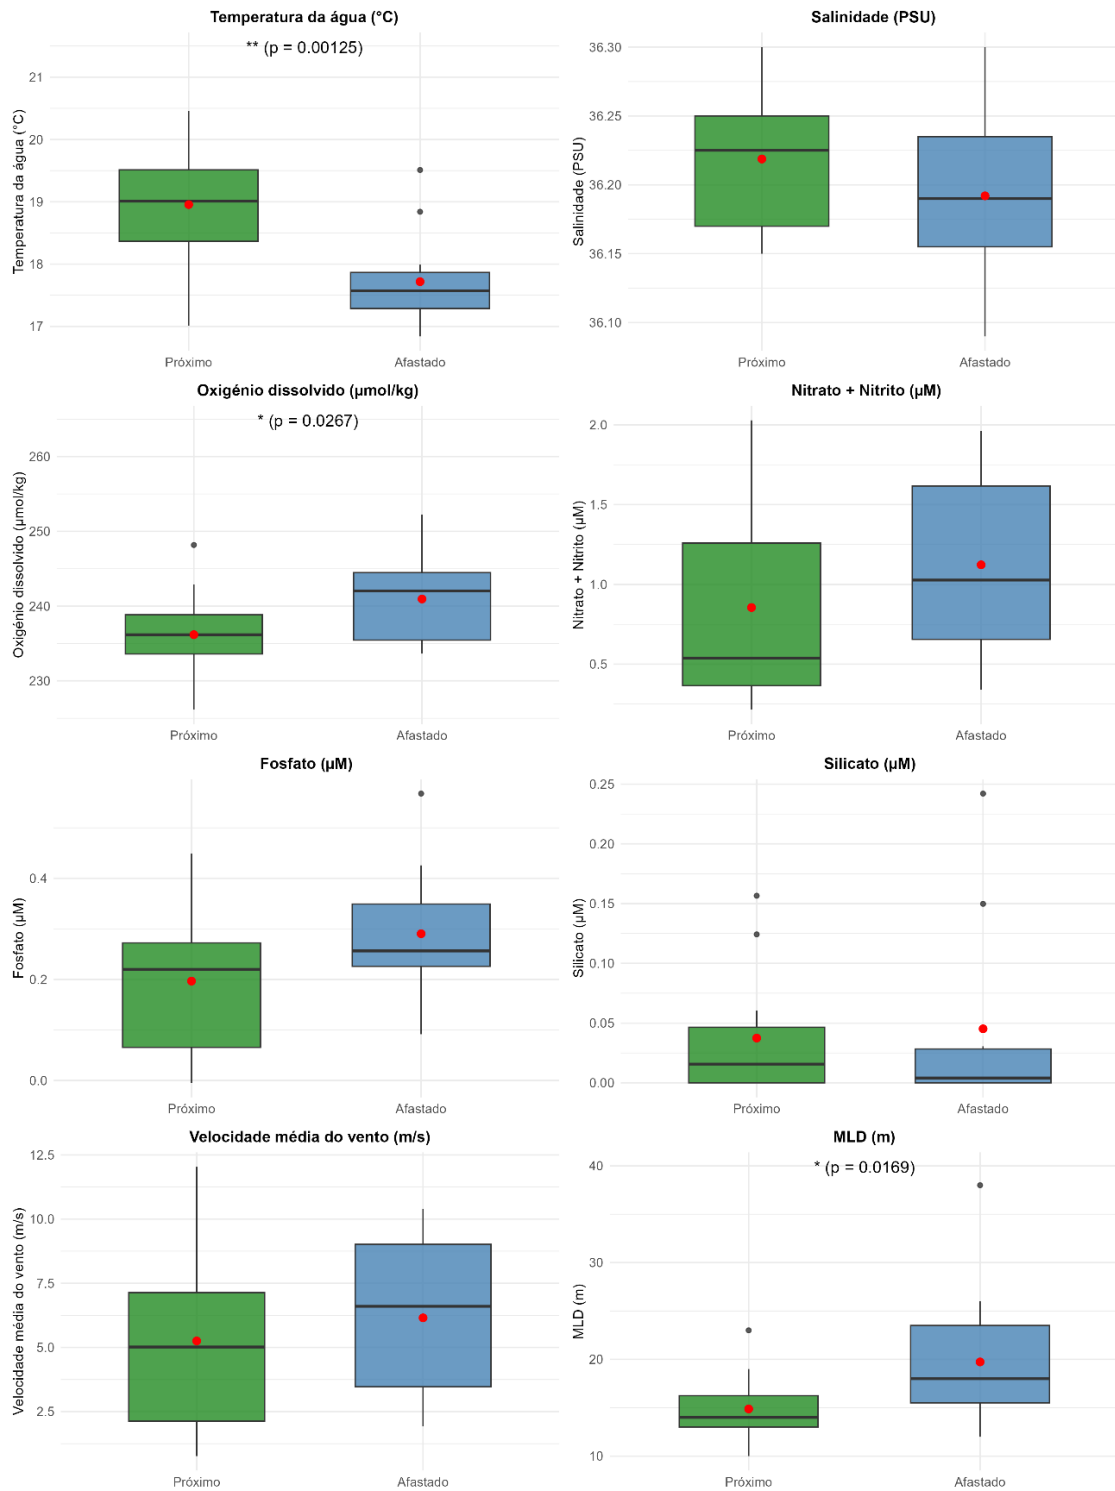 Temperatura da água (°C)
** (p = 0.00125)
Temperatura da água (°C)
21
20
19
18
17
Próximo
Afastado
Salinidade (PSU)
Salinidade (PSU)
36.30
36.25
36.20
36.15
36.10
Próximo
Afastado
Oxigénio dissolvido (µmol/kg)
* (p = 0.0267)
Oxigénio dissolvido (µmol/kg)
260
250
240
230
Próximo
Afastado
Nitrato + Nitrito (µM)
Nitrato + Nitrito (µM)
2.0
1.5
1.0
0.5
Próximo
Afastado
Fosfato (µM)
Fosfato (µM)
0.4
0.2
0.0
Próximo
Afastado
Silicato (µM)
Silicato (µM)
0.25
0.20
0.15
0.10
0.05
0.00
Próximo
Afastado
Velocidade média do vento (m/s)
Velocidade média do vento (m/s)
12.5
10.0
7.5
5.0
2.5
Próximo
Afastado
MLD (m)
* (p = 0.0169)
MLD (m)
40
30
20
10
Próximo
Afastado